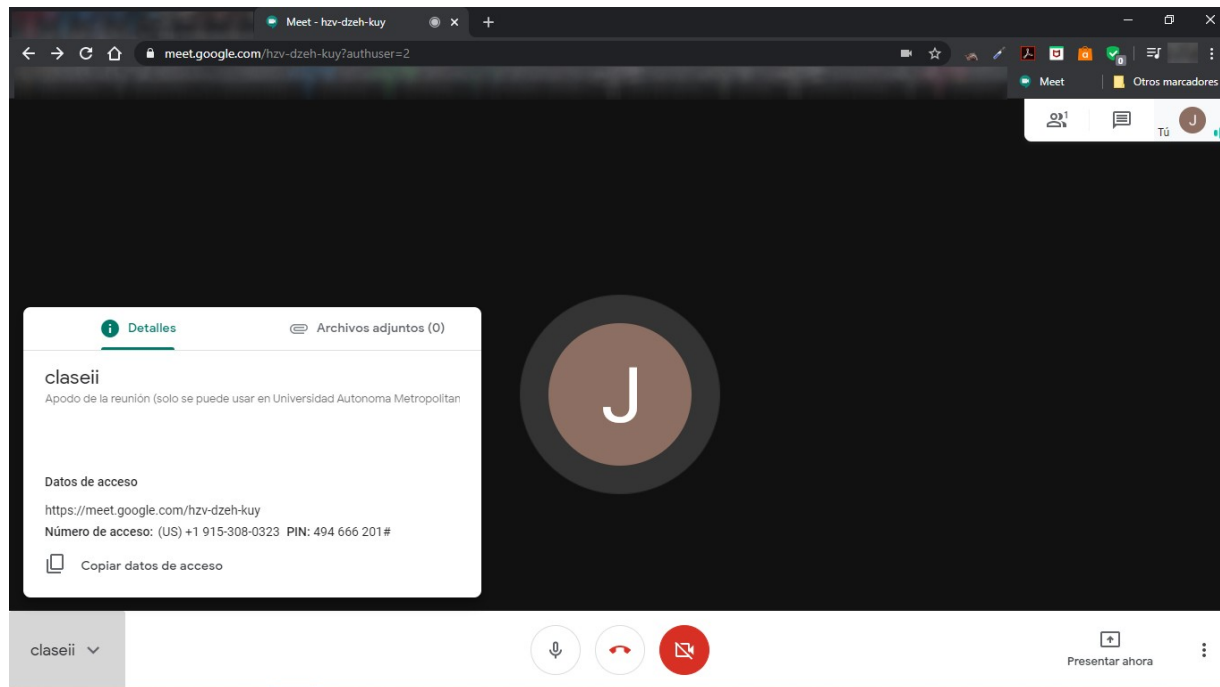 Meet - hzv-dzeh-kuy
meet.google.com/hzv-dzeh-kuy?authuser=2
0
Meet
Otros marcadores
1
Tú
J
Detalles
Archivos adjuntos (0)
claseii
Apodo de la reunión (solo se puede usar en Universidad Autonoma Metropolitan
J
Datos de acceso
https://meet.google.com/hzv-dzeh-kuy
Número de acceso: (US) +1 915-308-0323 PIN: 494 666 201#
Copiar datos de acceso
claseii
Presentar ahora